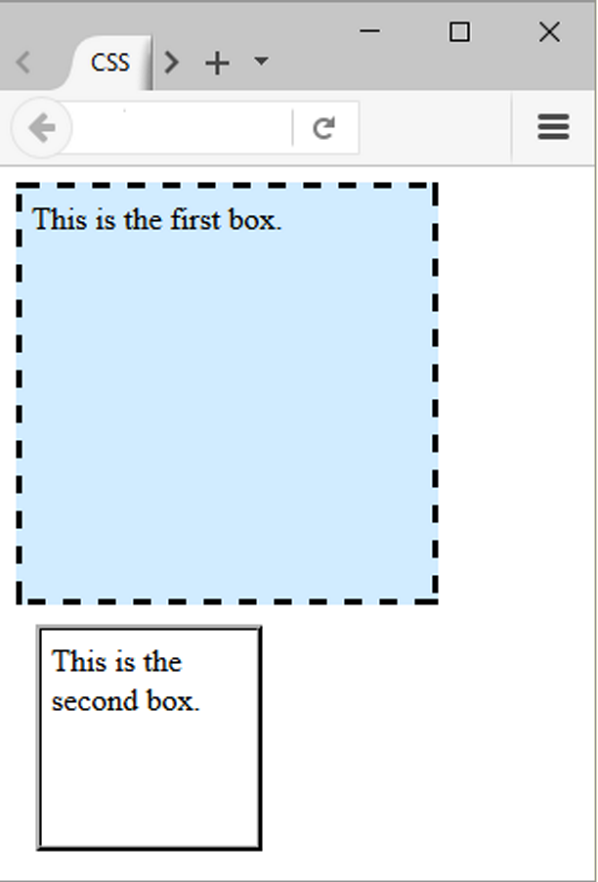 CSS
This is the first box.
This is the
second box.